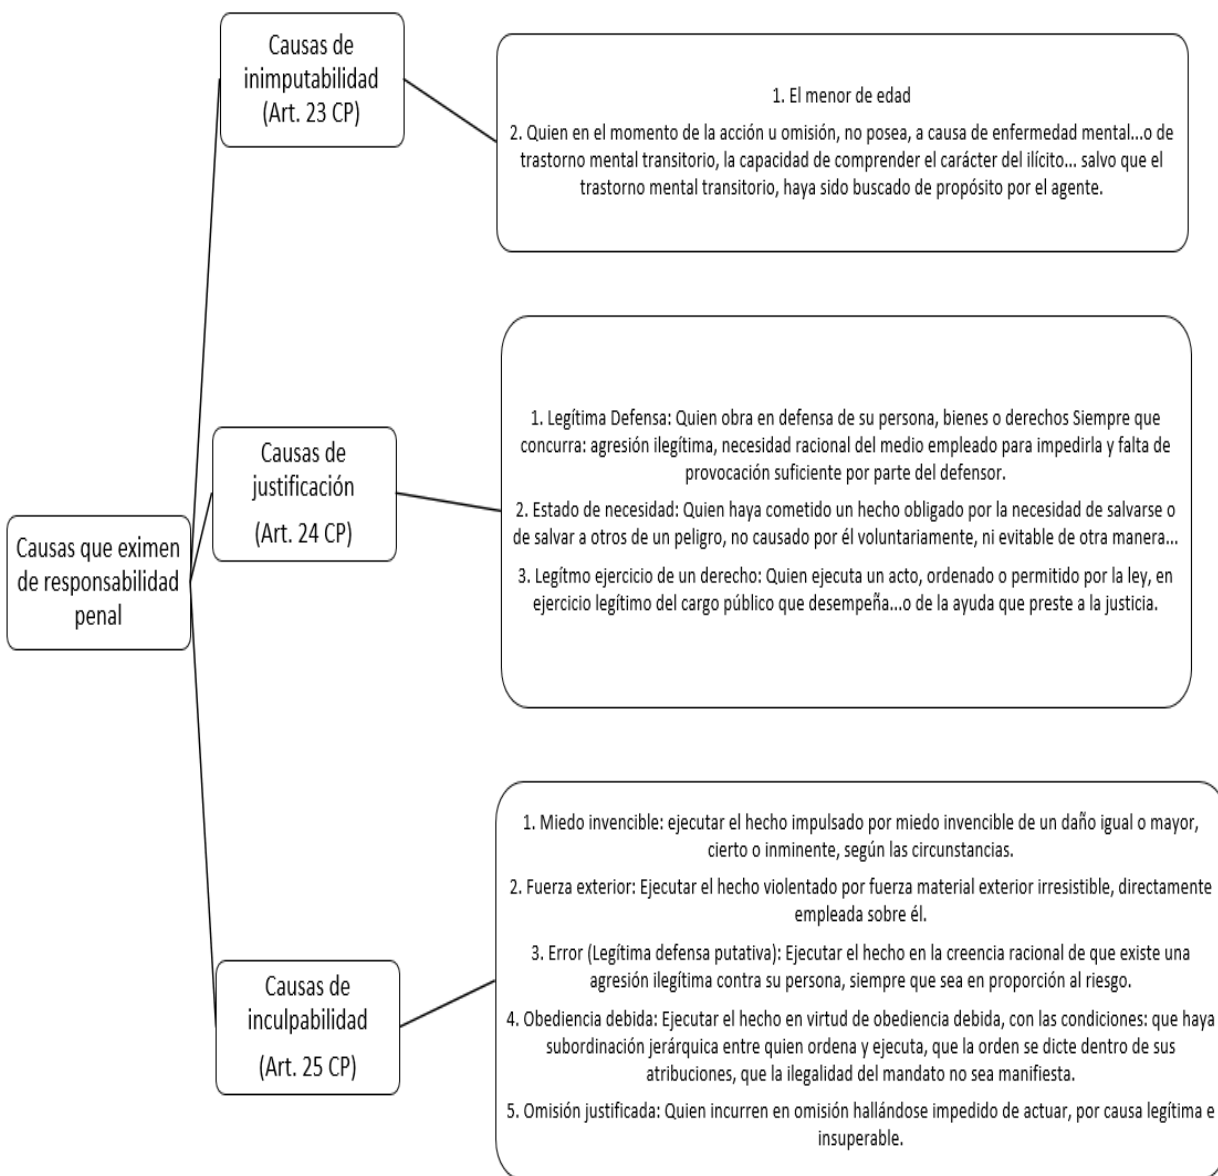 Causas que eximen
de responsabilidad
penal
Causas de
inimputabilidad
(Art. 23 CP)
1. El menor de edad
2. Quien en el momento de la acción u omisión, no posea, a causa de enfermedad mental...o de
trastorno mental transitorio, la capacidad de comprender el carácter del ilícito... salvo que el
trastorno mental transitorio, haya sido buscado de propósito por el agente.
Causas de
justificación
(Art. 24 CP)
1. Legítima Defensa: Quien obra en defensa de su persona, bienes o derechos Siempre que
concurra: agresión ilegítima, necesidad racional del medio empleado para impedirla y falta de
provocación suficiente por parte del defensor.
2. Estado de necesidad: Quien haya cometido un hecho obligado por la necesidad de salvarse o
de salvar a otros de un peligro, no causado por él voluntariamente, ni evitable de otra manera...
3. Legítmo ejercicio de un derecho: Quien ejecuta un acto, ordenado o permitido por la ley, en
ejercicio legítimo del cargo público que desempeña...o de la ayuda que preste a la justicia.
Causas de
inculpabilidad
(Art. 25 CP)
1. Miedo invencible: ejecutar el hecho impulsado por miedo invencible de un daño igual o mayor,
cierto o inminente, según las circunstancias.
2. Fuerza exterior: Ejecutar el hecho violentado por fuerza material exterior irresistible, directamente
empleada sobre él.
3. Error (Legítima defensa putativa): Ejecutar el hecho en la creencia racional de que existe una
agresión ilegítima contra su persona, siempre que sea en proporción al riesgo.
4. Obediencia debida: Ejecutar el hecho en virtud de obediencia debida, con las condiciones: que haya
subordinación jerárquica entre quien ordena y ejecuta, que la orden se dicte dentro de sus
atribuciones, que la ilegalidad del mandato no sea manifiesta.
5. Omisión justificada: Quien incurren en omisión hallándose impedido de actuar, por causa legítima e
insuperable.